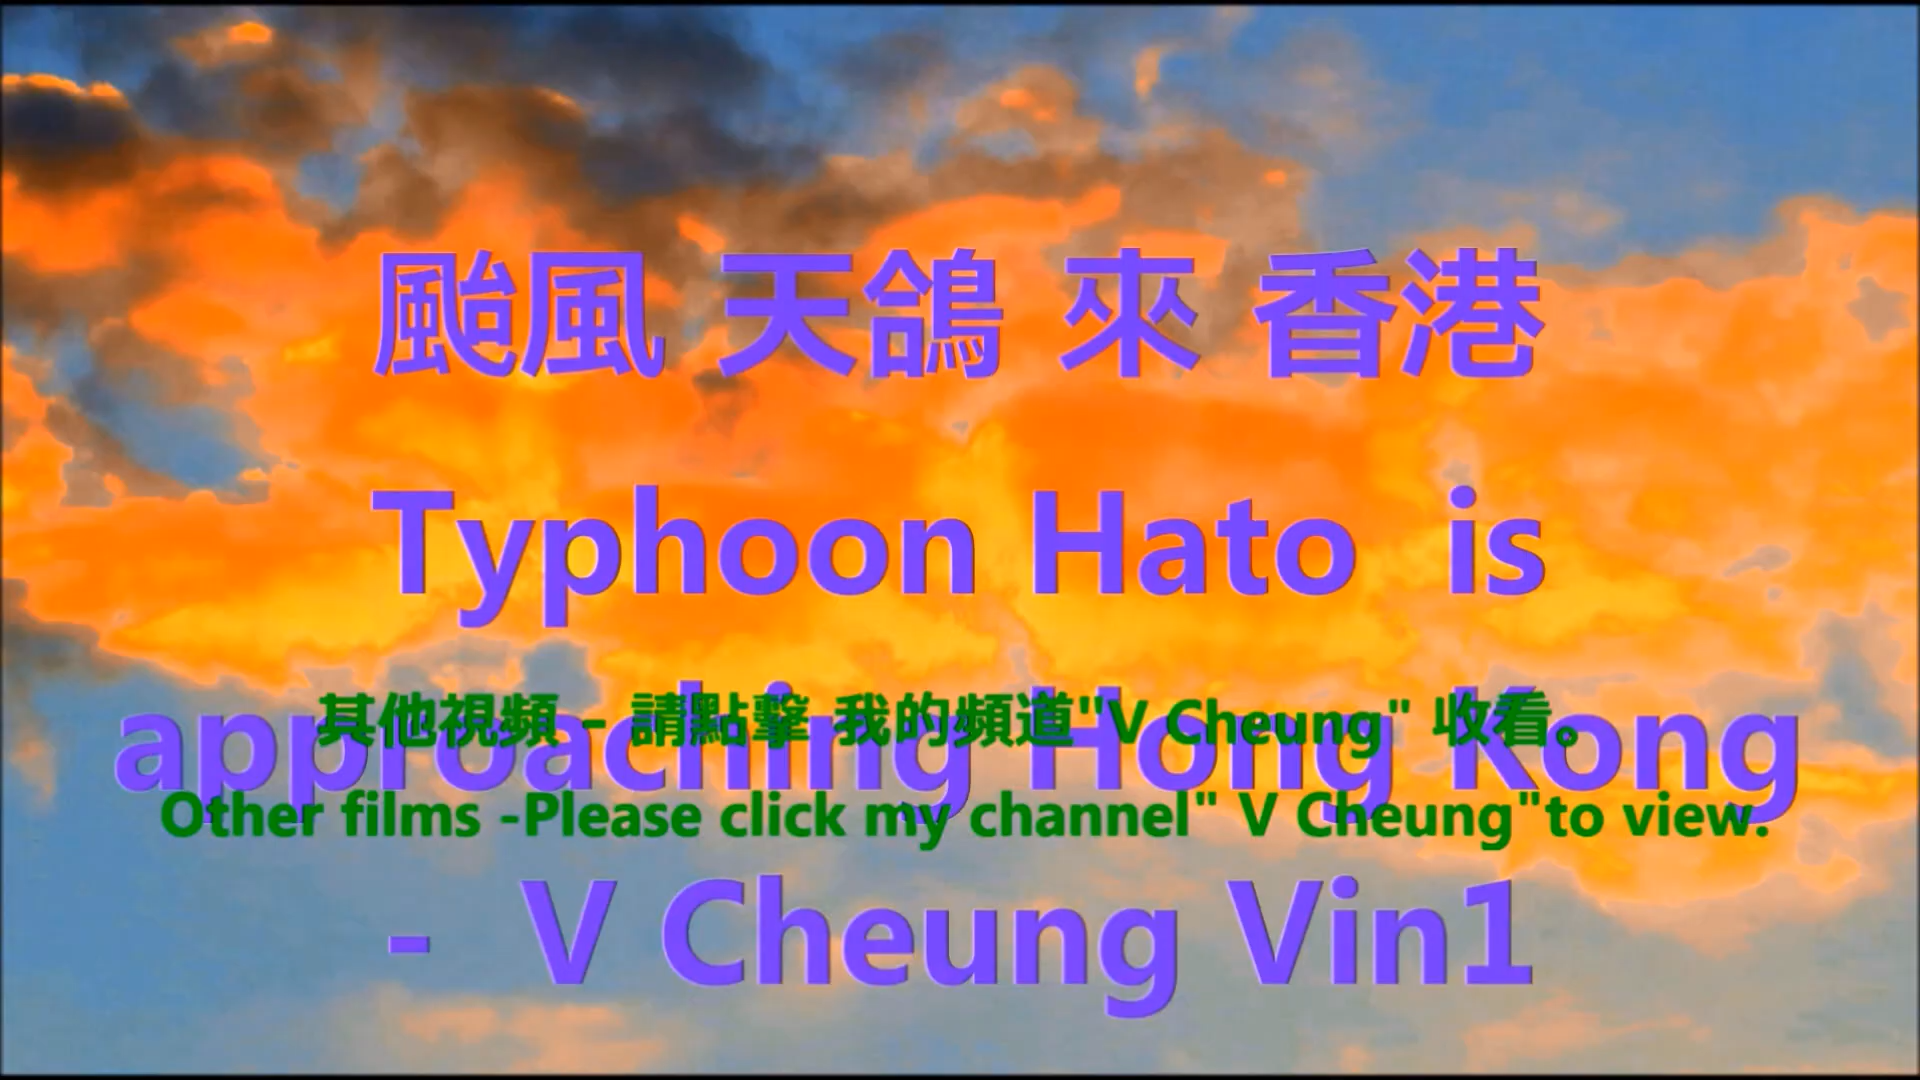 颱風 天鴿 來 香港
Typhoon Hato is
approaching Hong Kong
其他視頻 - 請點擊 我的頻道"V Cheung" 收看。
Other films -Please click my channel" V Cheung"to view.
- V Cheung Vin1